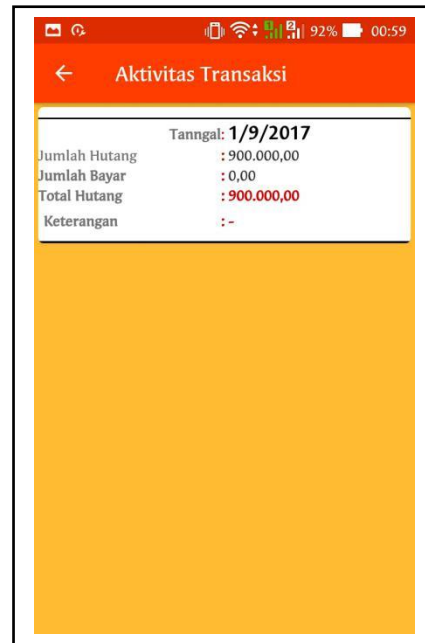 92% 00:59
Aktivitas Transaksi
Tanngal: 1/9/2017
Jumlah Hutang : 900.000,00
Jumlah Bayar : 0,00
Total Hutang : 900.000,00
Keterangan : -